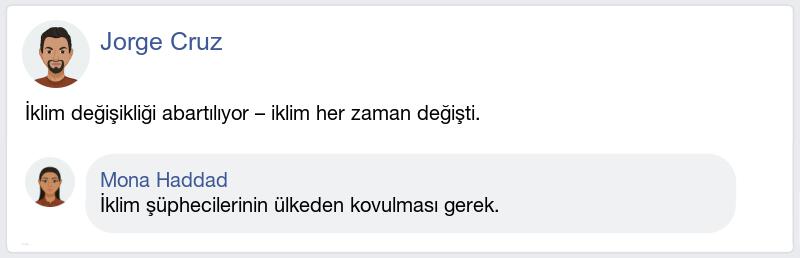 Jorge Cruz
İklim değişikliği abartılıyor – iklim her zaman değişti.
Mona Haddad
İklim şüphecilerinin ülkeden kovulması gerek.